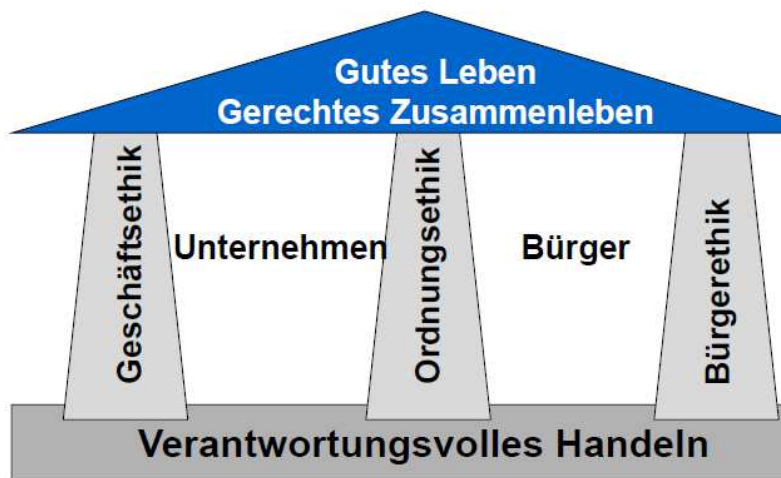 Gutes Leben
Gerechtes Zusammenleben
Geschäftsethik
Unternehmen
Ordnungsethik
Bürger
Bürgerethik
Verantwortungsvolles Handeln